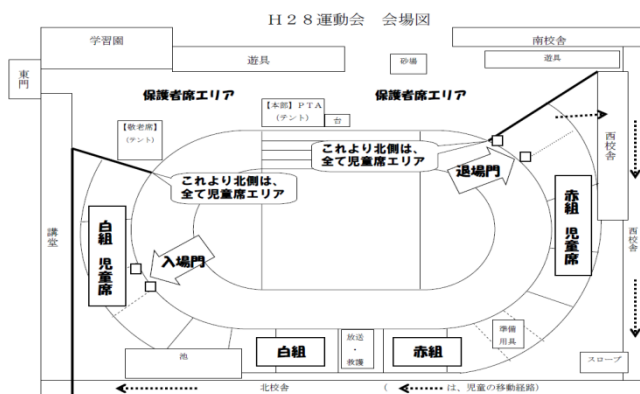 H28運動会 会場図
学習園
南校舎
遊具
砂場
遊具
東門
保護者席エリア
保護者席エリア
【本部】PTA
(テント)
台
【敬老席】
(テント)
これより北側は、
全て児童席エリア
退場門
これより北側は、
全て児童席エリア
西校舎
西校舎
講堂
白組 児童席
赤組 児童席
入場門
池
白組
放送
・
救護
赤組
準備
用具
スロープ
北校舎
( は、児童の移動経路)